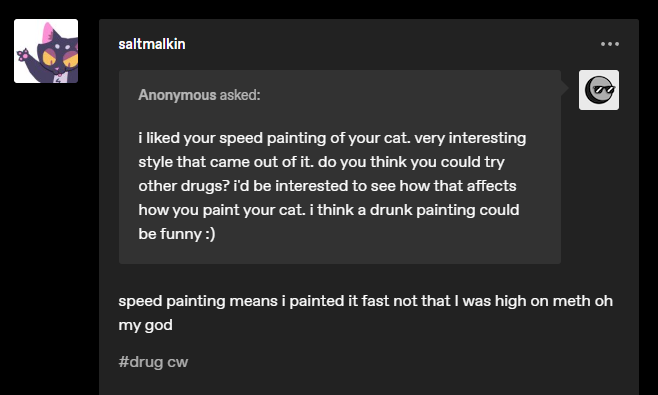 saltmalkin
Anonymous asked:
i liked your speed painting of your cat. very interesting
style that came out of it. do you think you could try
other drugs? i'd be interested to see how that affects
how you paint your cat. i think a drunk painting could
be funny :)
speed painting means i painted it fast not that I was high on meth oh
my god
#drug cw